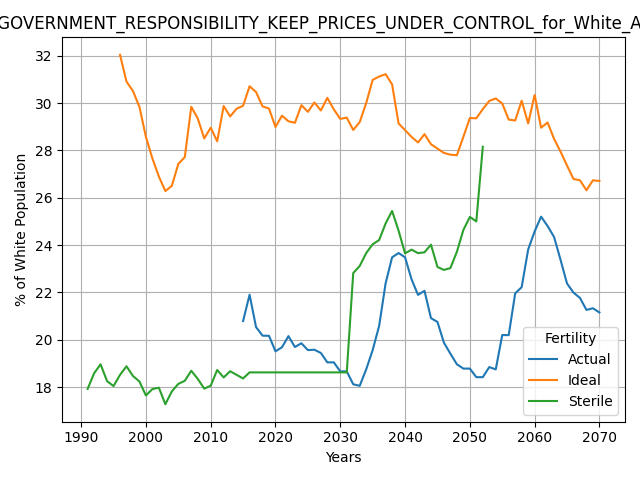 GOVERNMENT_RESPONSIBILITY_KEEP_PRICES_UNDER_CONTROL_for_White_A
% of White Population
32
30
28
26
24
22
20
18
1990
2000
2010
2020
2030
2040
2050
2060
2070
Years
Fertility
Actual
Ideal
Sterile